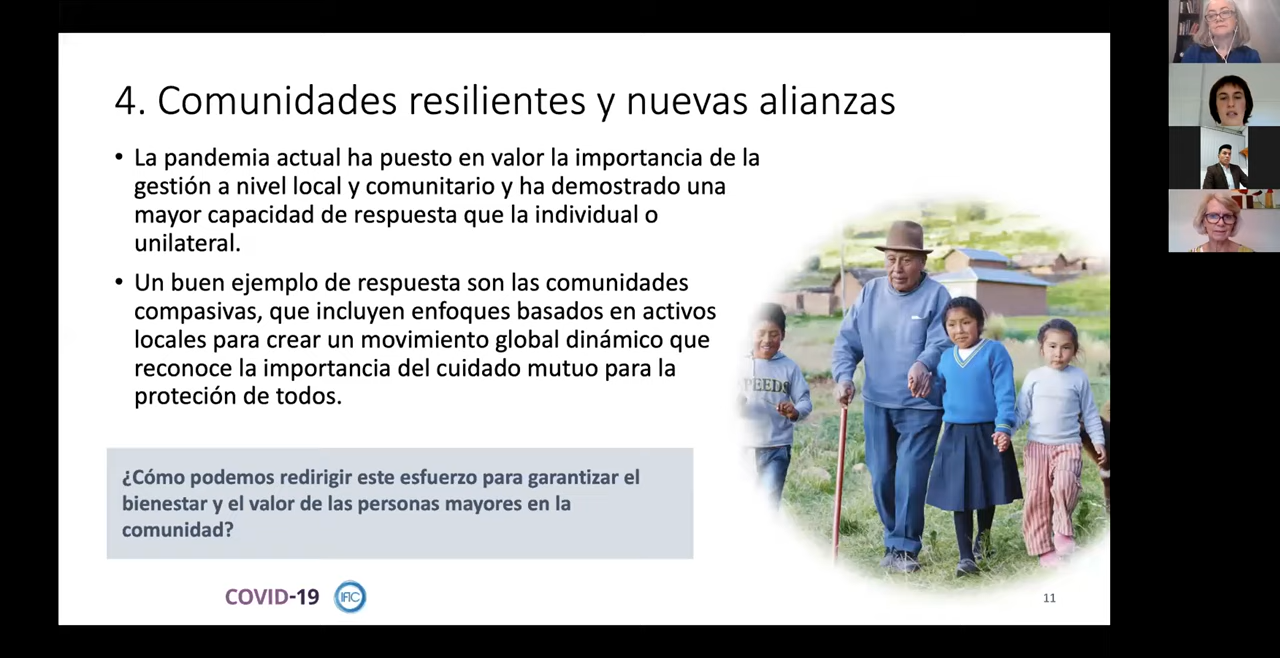 4. Comunidades resilientes y nuevas alianzas
• La pandemia actual ha puesto en valor la importancia de la
gestión a nivel local y comunitario y ha demostrado una
mayor capacidad de respuesta que la individual o
unilateral.
• Un buen ejemplo de respuesta son las comunidades
compasivas, que incluyen enfoques basados en activos
locales para crear un movimiento global dinámico que
reconoce la importancia del cuidado mutuo para la
proteción de todos.
PEEDS
¿Cómo podemos redirigir este esfuerzo para garantizar el
bienestar y el valor de las personas mayores en la
comunidad?
COVID-19 IFIC
11